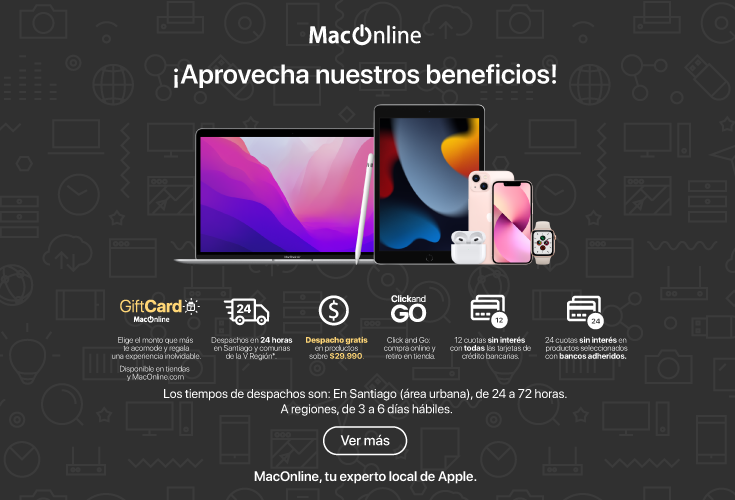 MacOnline
¡Aprovecha nuestros beneficios!
GiftCard
MacOnline
Elige el monto que más
te acomode y regala
una experiencia inolvidable.
Disponible en tiendas
y MacOnline.com
24
Despachos en 24 horas
en Santiago y comunas
de la V Región*.
$
Despacho gratis
en productos
sobre $29.990.
Clickand
GO
Click and Go:
compra online y
retiro en tienda.
12
12 cuotas sin interés
con todas las tarjetas de
crédito bancarias.
24
24 cuotas sin interés en
productos seleccionados
con bancos adheridos.
Los tiempos de despachos son: En Santiago (área urbana), de 24 a 72 horas.
A regiones, de 3 a 6 días hábiles.
Ver más
MacOnline, tu experto local de Apple.